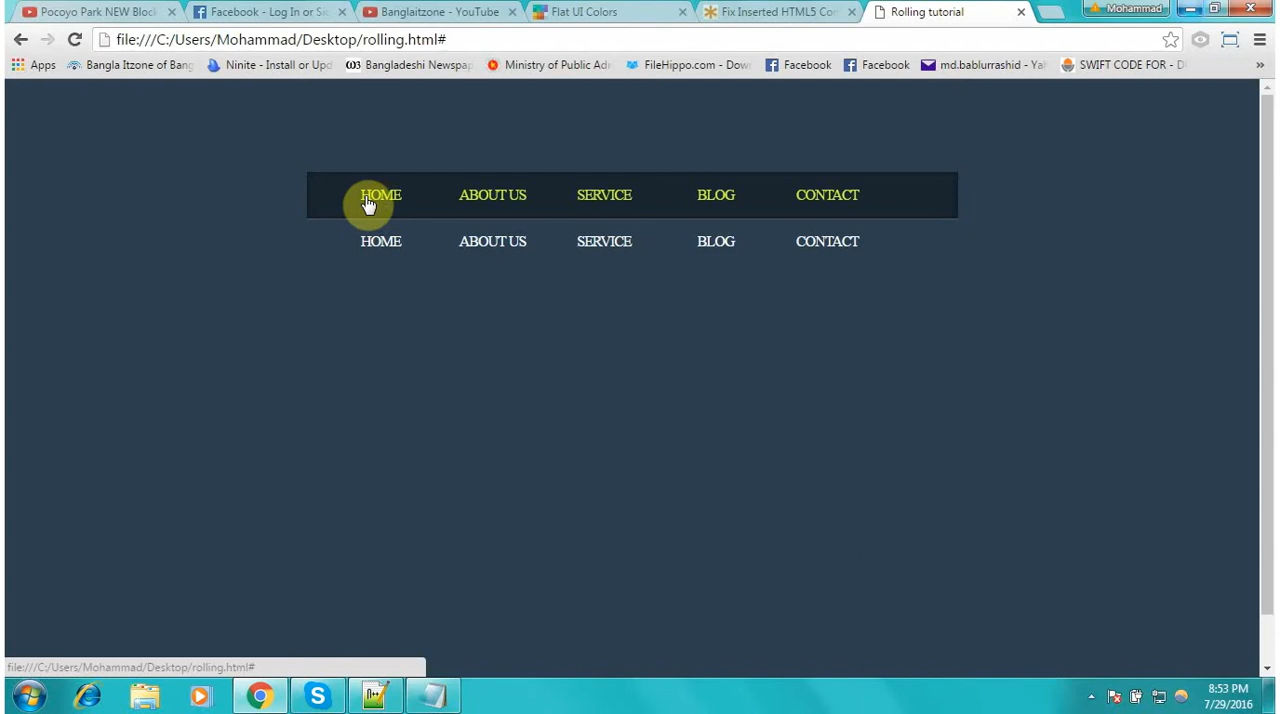 Pocoyo Park NEW Block
Facebook - Log In or Si
Banglaitzone - YouTube
Flat UI Colors
Fix Inserted HTML5 Con
Rolling tutorial
Mohammad
file:///C:/Users/Mohammad/Desktop/rolling.html#
Apps
Bangla Itzone of Bang
Ninite - Install or Upd
Bangladeshi Newspap
Ministry of Public Adr
FileHippo.com - Dow
Facebook
Facebook
md.bablurrashid - Yah
SWIFT CODE FOR - D
HOME ABOUT US SERVICE BLOG CONTACT
HOME ABOUT US SERVICE BLOG CONTACT
file:///C:/Users/Mohammad/Desktop/rolling.html#
8:53 PM
7/29/2016